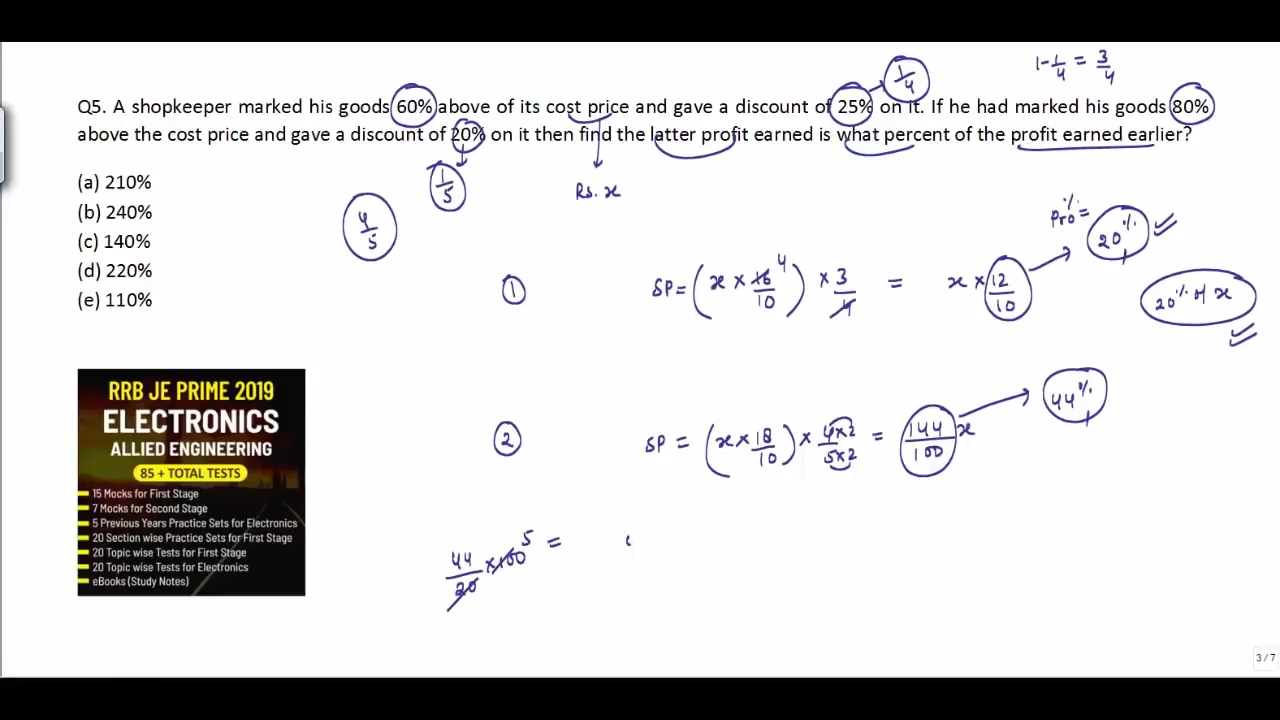 1 - 1/4 = 3/4
1/4
Q5. A shopkeeper marked his goods 60% above of its cost price and gave a discount of 25% on it. If he had marked his goods 80%
above the cost price and gave a discount of 20% on it then find the latter profit earned is what percent of the profit earned earlier?
1/5
Rs. x
4/5
(a) 210%
(b) 240%
(c) 140%
(d) 220%
(e) 110%
Pro% = 20%
① SP = (x × 16/10) × 3/4 = x × 12/10
4
20% of x
② SP = (x × 18/10) × 4×2/5×2 = 144/100 x
44%
44/20 × 100 5 =
RRB JE PRIME 2019
ELECTRONICS
ALLIED ENGINEERING
85 + TOTAL TESTS
15 Mocks for First Stage
7 Mocks for Second Stage
5 Previous Years Practice Sets for Electronics
20 Section wise Practice Sets for First Stage
20 Topic wise Tests for First Stage
20 Topic wise Tests for Electronics
eBooks (Study Notes)
3 / 7